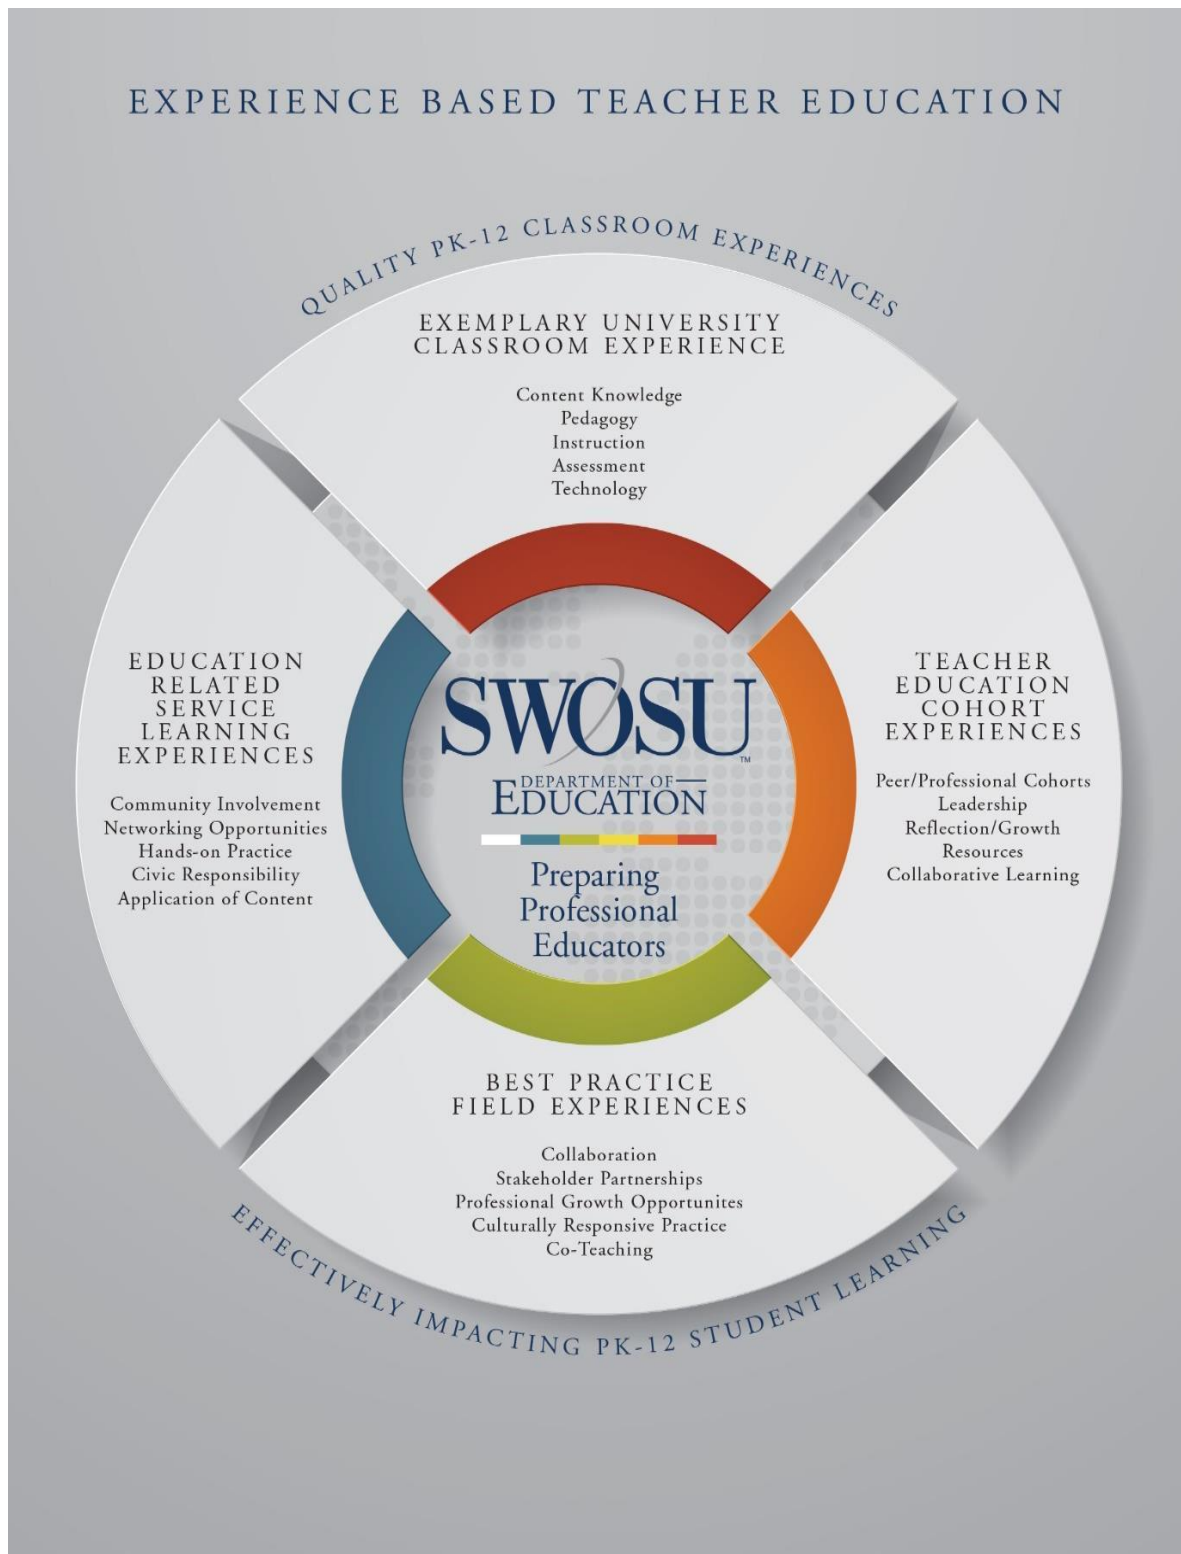 EXPERIENCE BASED TEACHER EDUCATION
QUALITY PK-12 CLASSROOM EXPERIENCES
EXEMPLARY UNIVERSITY
CLASSROOM EXPERIENCE
Content Knowledge
Pedagogy
Instruction
Assessment
Technology
EDUCATION
RELATED
SERVICE
LEARNING
EXPERIENCES
Community Involvement
Networking Opportunities
Hands-on Practice
Civic Responsibility
Application of Content
SWOSU™
DEPARTMENT OF
EDUCATION
Preparing
Professional
Educators
TEACHER
EDUCATION
COHORT
EXPERIENCES
Peer/Professional Cohorts
Leadership
Reflection/Growth
Resources
Collaborative Learning
BEST PRACTICE
FIELD EXPERIENCES
Collaboration
Stakeholder Partnerships
Professional Growth Opportunites
Culturally Responsive Practice
Co-Teaching
EFFECTIVELY IMPACTING PK-12 STUDENT LEARNING